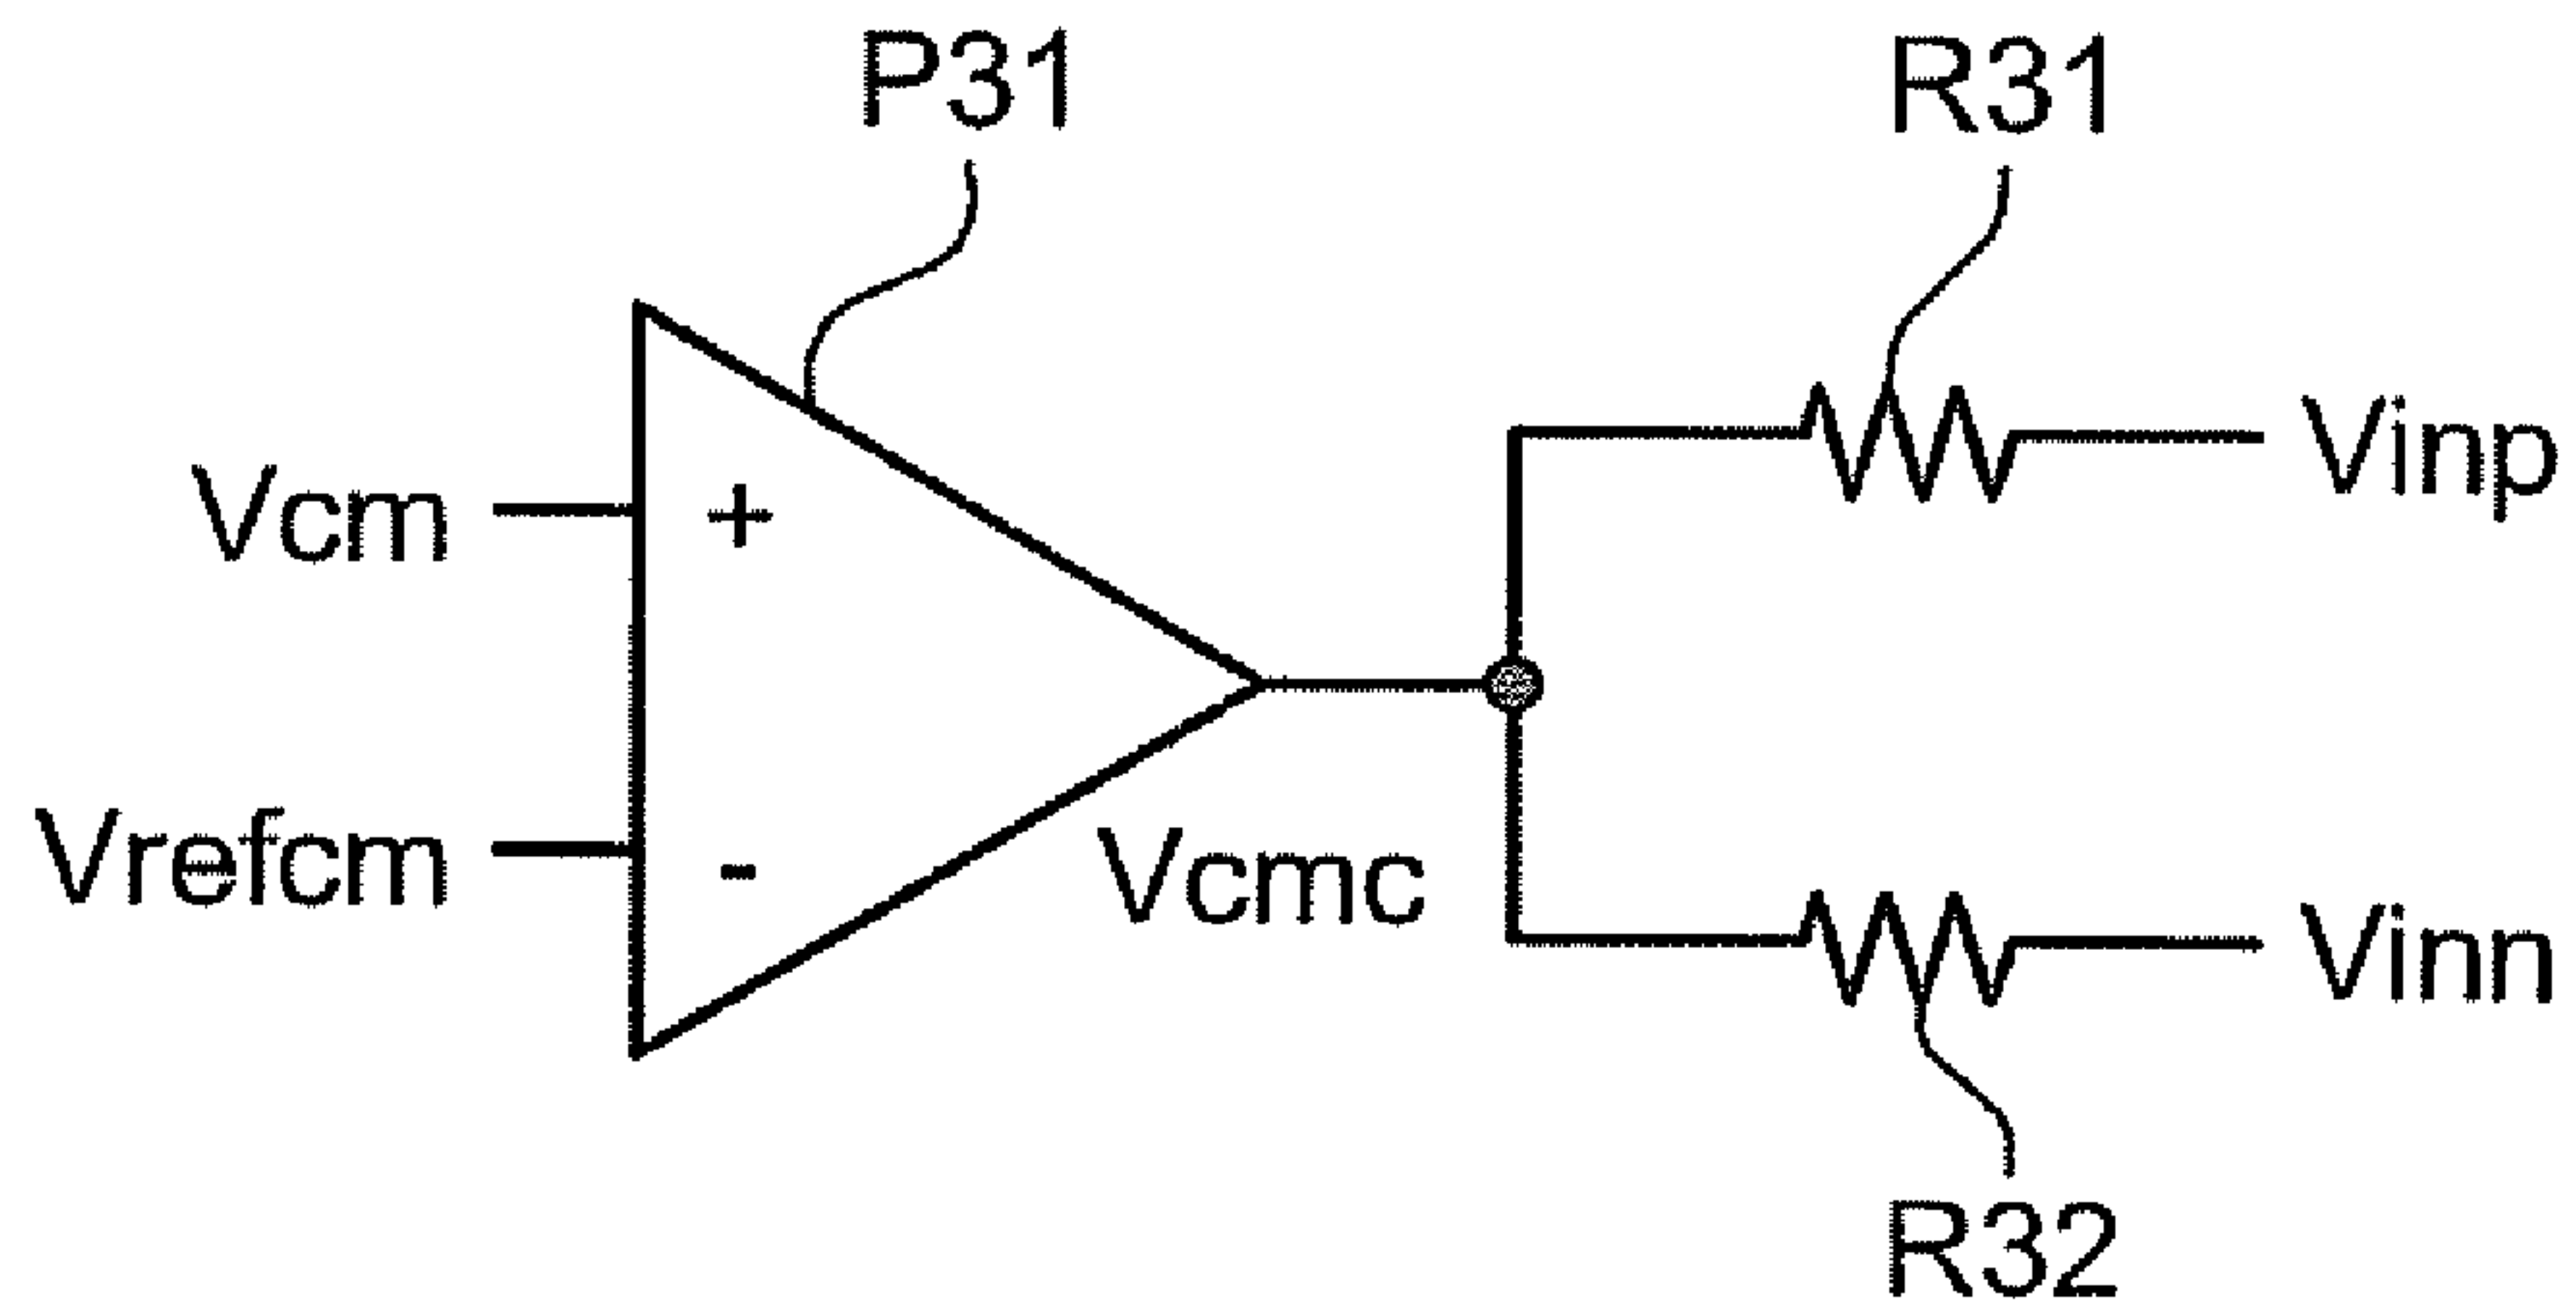 P31
R31
Vinp
Vcm
+
Vrefcm
-
Vcmc
Vinn
R32